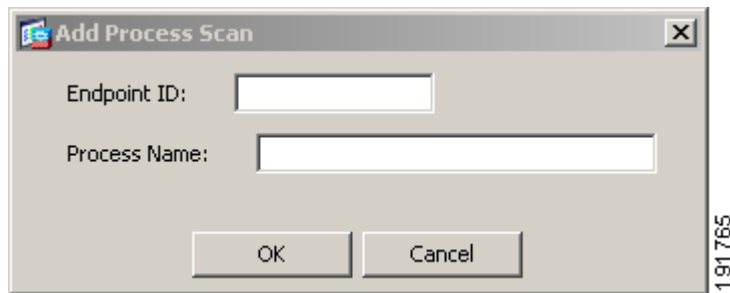 Add Process Scan
Endpoint ID:
Process Name:
OK
Cancel
191765